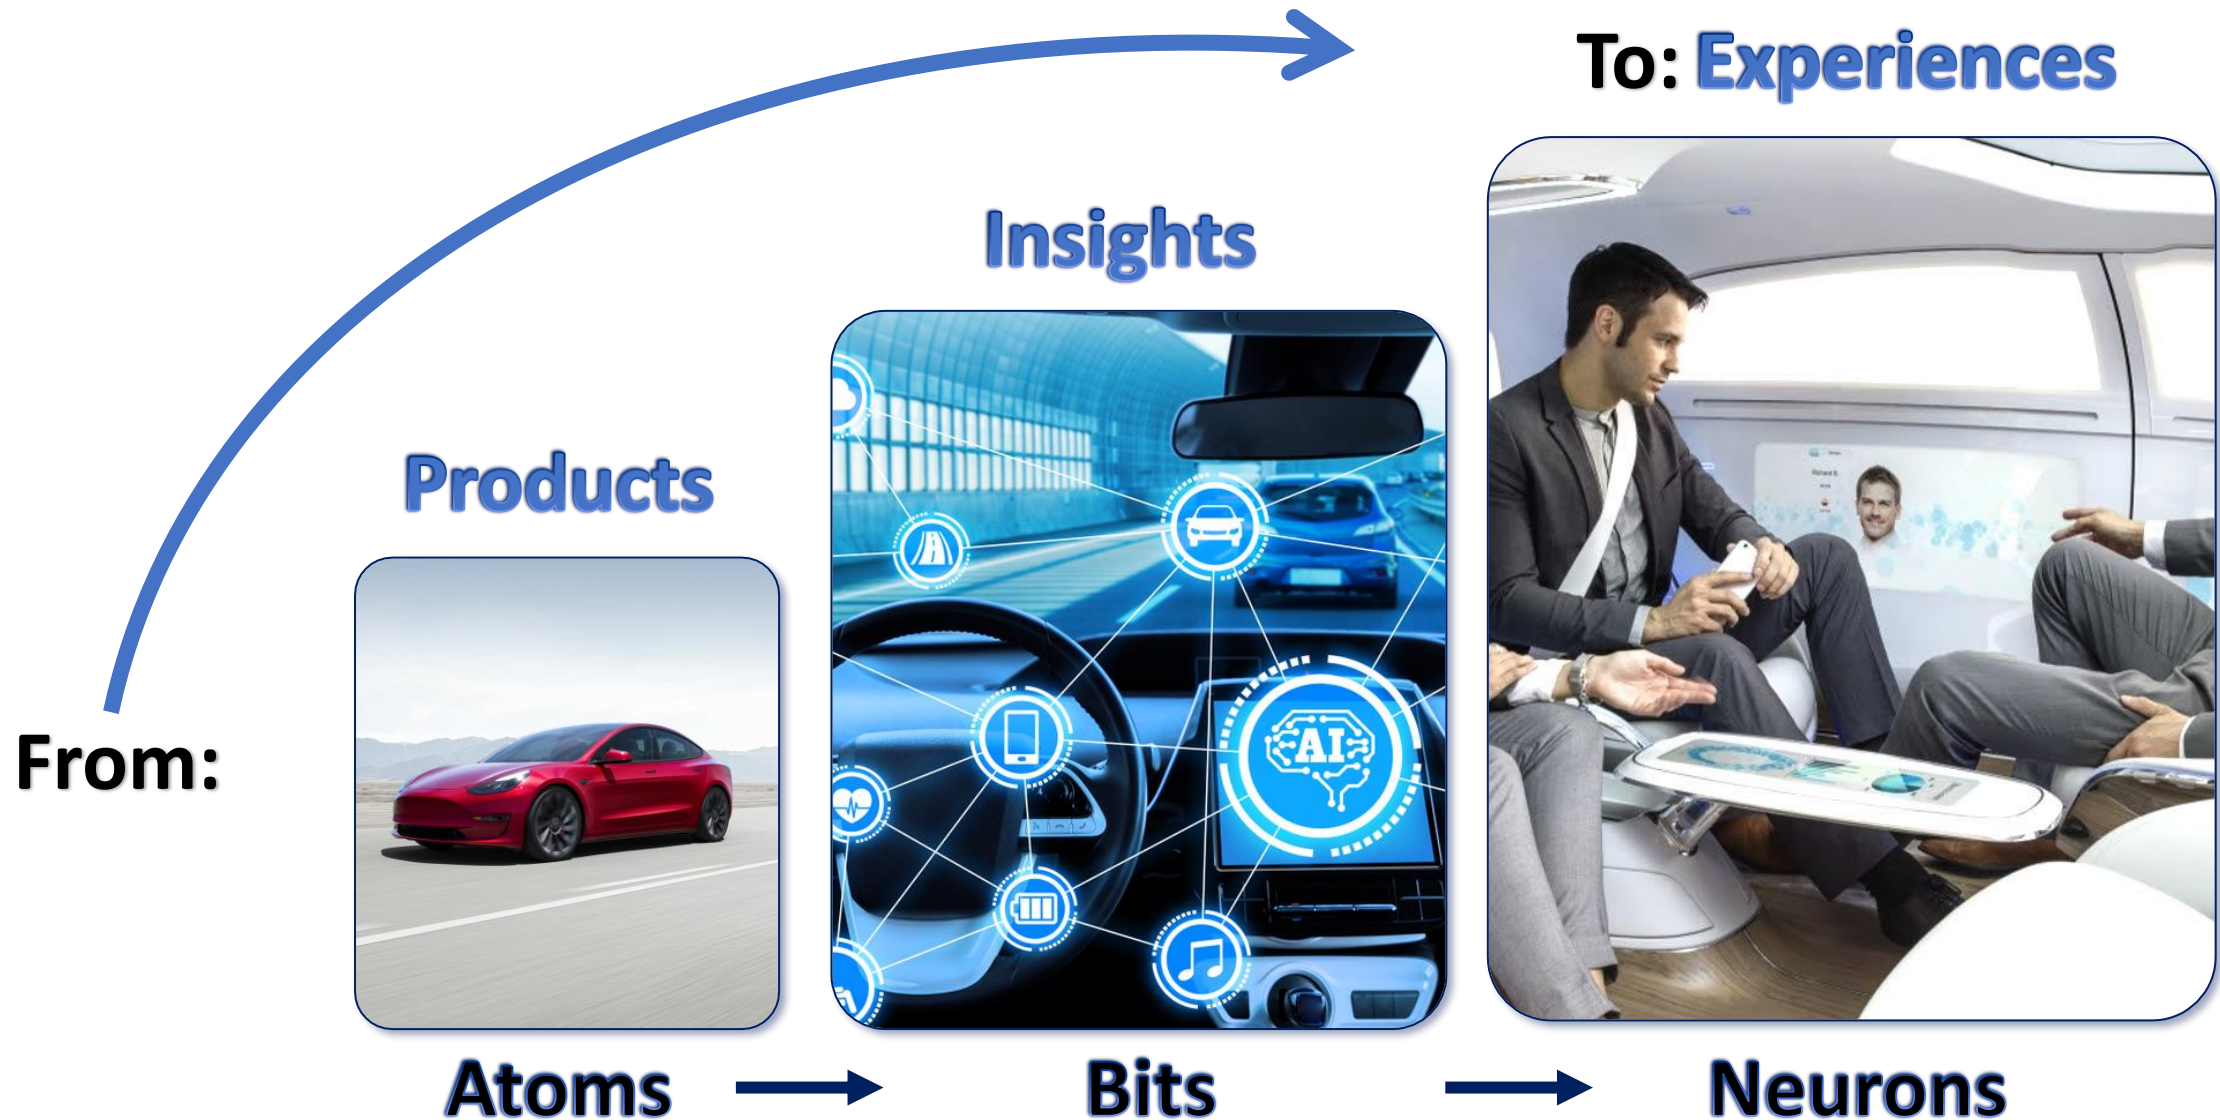 To: Experiences
Insights
Products
From:
AI
Atoms
Bits
Neurons